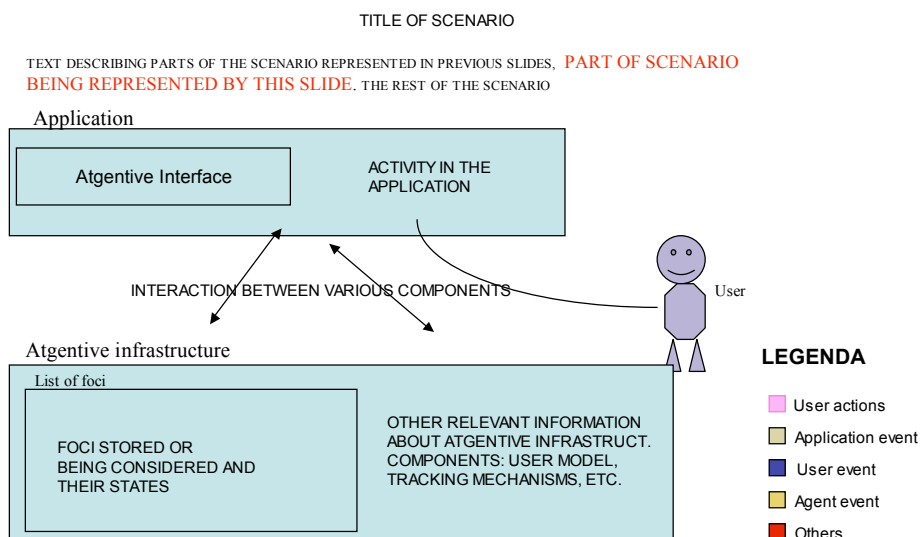 TITLE OF SCENARIO
TEXT DESCRIBING PARTS OF THE SCENARIO REPRESENTED IN PREVIOUS SLIDES, PART OF SCENARIO
BEING REPRESENTED BY THIS SLIDE. THE REST OF THE SCENARIO
Application
Atgentive Interface
ACTIVITY IN THE
APPLICATION
INTERACTION BETWEEN VARIOUS COMPONENTS
User
Atgentive infrastructure
List of foci
FOCI STORED OR
BEING CONSIDERED AND
THEIR STATES
OTHER RELEVANT INFORMATION
ABOUT ATGENTIVE INFRASTRUCT.
COMPONENTS: USER MODEL,
TRACKING MECHANISMS, ETC.
LEGENDA
User actions
Application event
User event
Agent event
Others